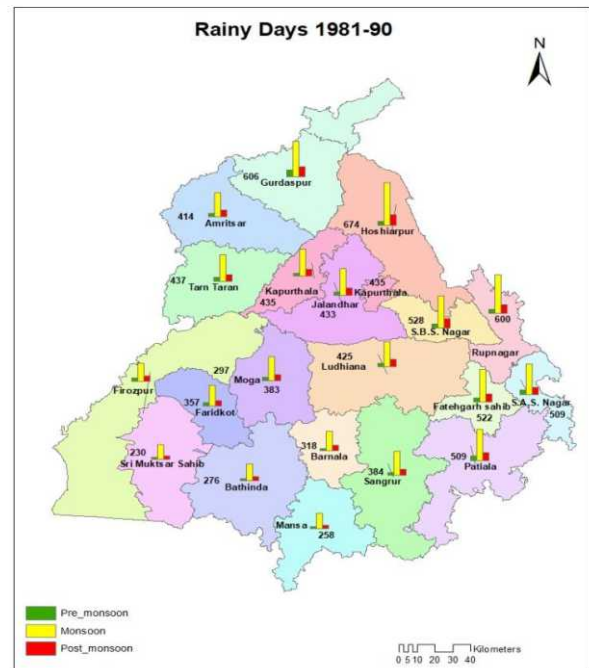 Rainy Days 1981-90
N
606
Gurdaspur
414
Amritsar
674
Hoshiarpur
437
Tarn Taran
Kapurthala
435
435
Kapurthala
Jalandhar
433
528
S.B.S. Nagar
600
Rupnagar
297
Firozpur
Moga
383
425
Ludhiana
357
Faridkot
Fatehgarh sahib
522
S.A.S. Nagar
509
230
Sri Muktsar Sahib
318
Barnala
384
Sangrur
509
Patiala
276
Bathinda
Mansa
258
Pre_monsoon
Monsoon
Post_monsoon
Kilometers
0 5 10 20 30 40